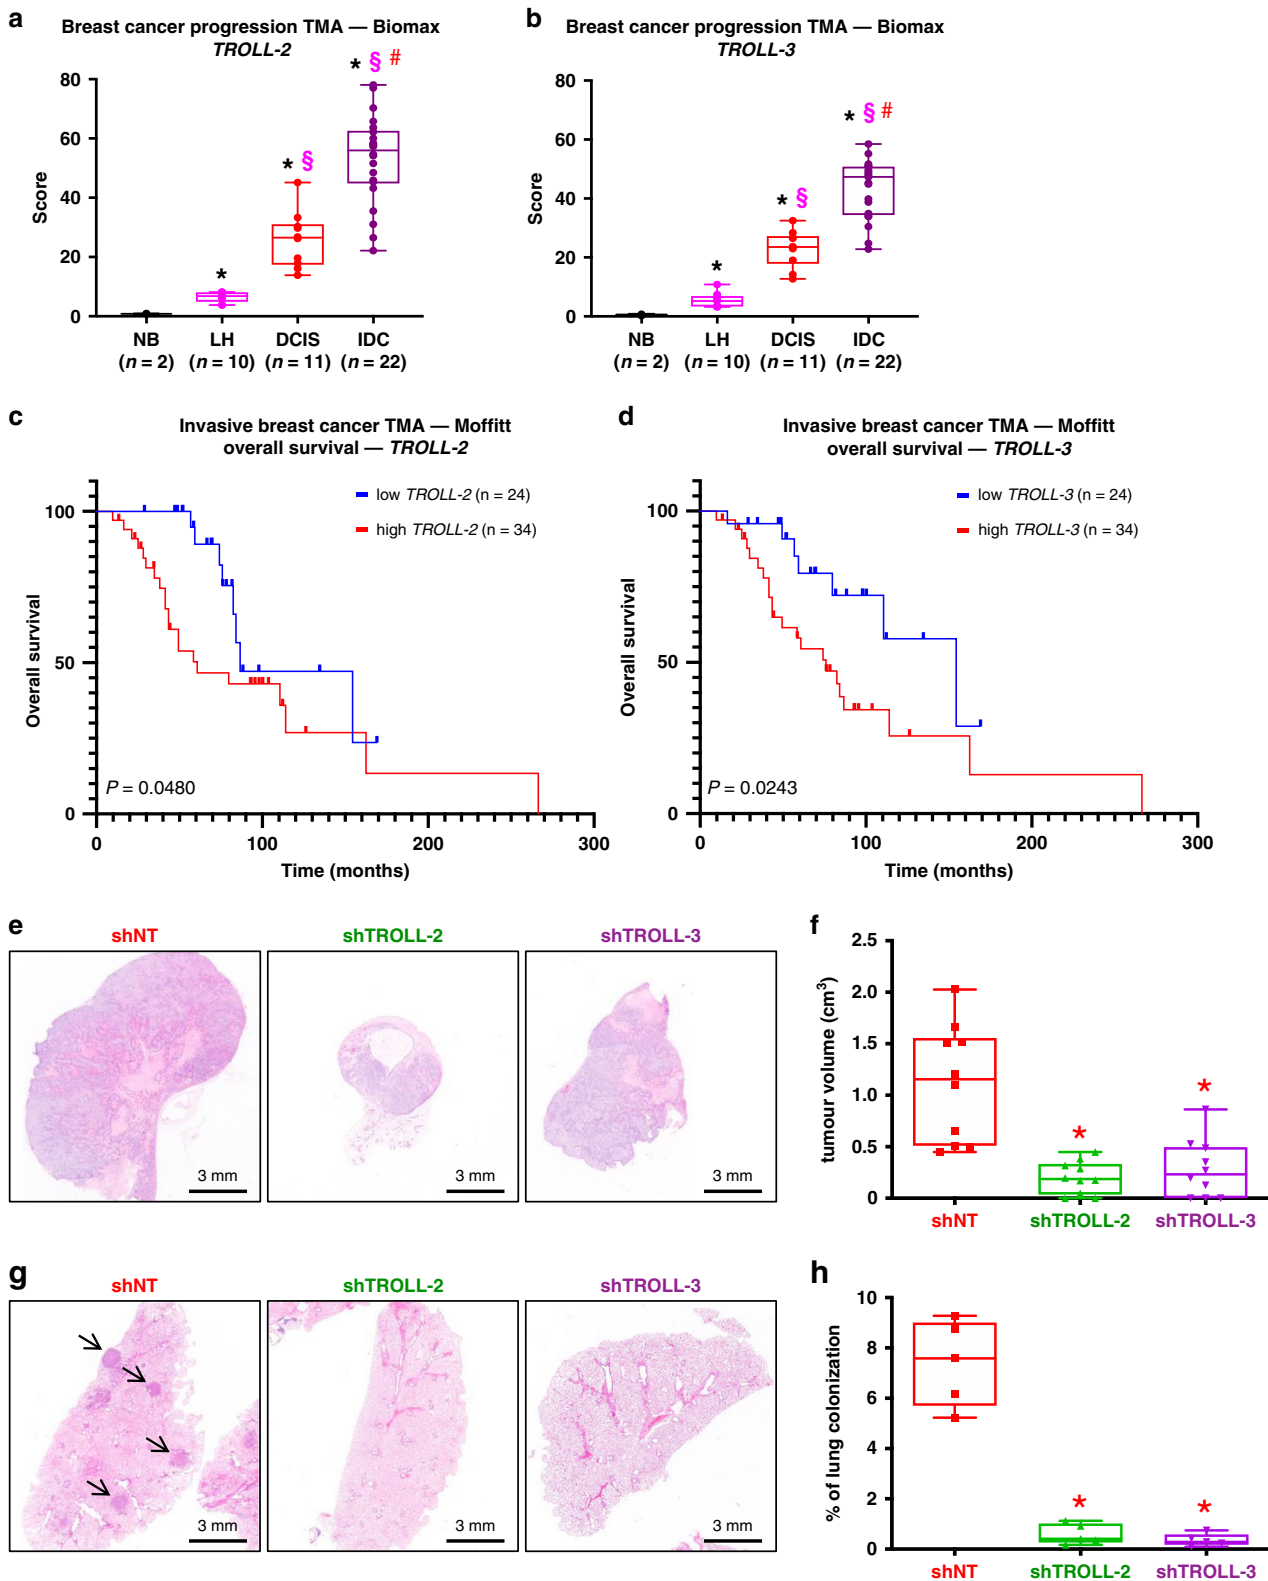 a
Breast cancer progression TMA — Biomax
TROLL-2
* § #
80
60
40
20
0
Score
* §
*
NB
LH
DCIS
IDC
(n = 2)
(n = 10)
(n = 11)
(n = 22)
b
Breast cancer progression TMA — Biomax
TROLL-3
* § #
80
60
40
20
0
Score
* §
*
NB
LH
DCIS
IDC
(n = 2)
(n = 10)
(n = 11)
(n = 22)
c
Invasive breast cancer TMA — Moffitt
overall survival — TROLL-2
low TROLL-2 (n = 24)
high TROLL-2 (n = 34)
100
50
0
Overall survival
P = 0.0480
0
100
200
300
Time (months)
d
Invasive breast cancer TMA — Moffitt
overall survival — TROLL-3
low TROLL-3 (n = 24)
high TROLL-3 (n = 34)
100
50
0
Overall survival
P = 0.0243
0
100
200
300
Time (months)
e
shNT
shTROLL-2
shTROLL-3
3 mm
3 mm
3 mm
f
2.5
2.0
1.5
1.0
0.5
0
tumour volume (cm³)
*
*
shNT
shTROLL-2
shTROLL-3
g
shNT
shTROLL-2
shTROLL-3
3 mm
3 mm
3 mm
h
10
8
6
4
2
0
% of lung colonization
*
*
shNT
shTROLL-2
shTROLL-3